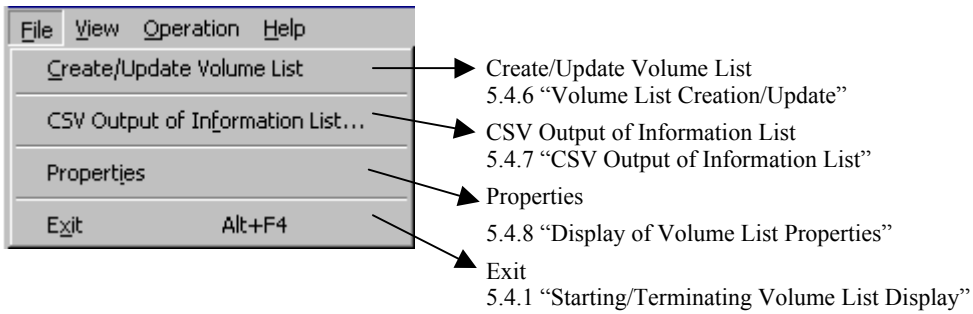 File View Operation Help
Create/Update Volume List
CSV Output of Information List...
Properties
Exit Alt+F4
Create/Update Volume List
5.4.6 “Volume List Creation/Update”
CSV Output of Information List
5.4.7 “CSV Output of Information List”
Properties
5.4.8 “Display of Volume List Properties”
Exit
5.4.1 “Starting/Terminating Volume List Display”